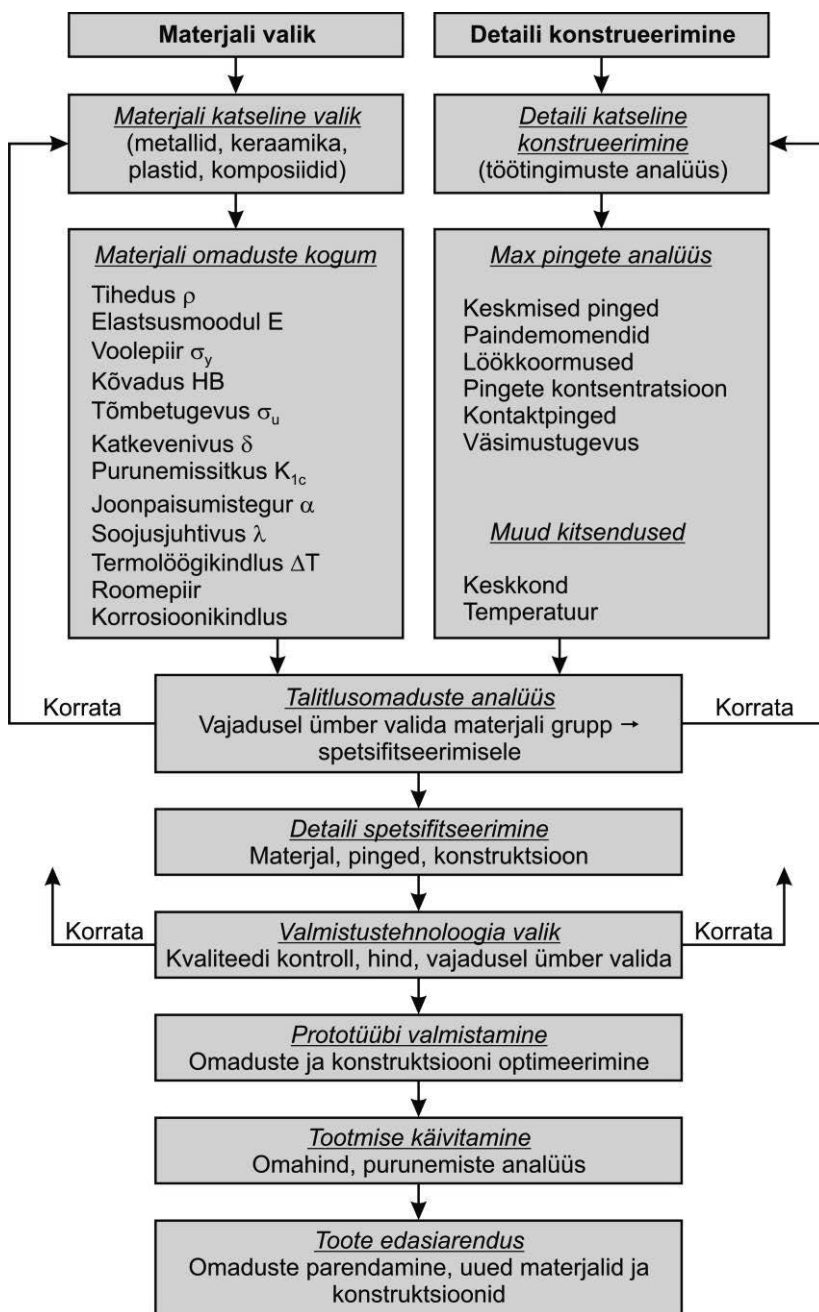 Materjali valik
Detaili konstrueerimine
Materjali katseline valik
(metallid, keraamika,
plastid, komposiidid)
Detaili katseline
konstrueerimine
(töötingimuste analüüs)
Materjali omaduste kogum
Tihedus ρ
Elastsusmoodul E
Voolepiir σy
Kõvadus HB
Tõmbetugevus σu
Katkevenivus δ
Purunemissitkus K1c
Joonpaisumistegur α
Soojusjuhtivus λ
Termolöögikindlus ΔT
Roomepiir
Korrosioonikindlus
Max pingete analüüs
Keskmised pinged
Paindemomendid
Löökkoormused
Pingete kontsentratsioon
Kontaktpinged
Väsimustugevus
Muud kitsendused
Keskkond
Temperatuur
Korrata
Talitlusomaduste analüüs
Vajadusel ümber valida materjali grupp →
spetsifitseerimisele
Korrata
Detaili spetsifitseerimine
Materjal, pinged, konstruktsioon
Korrata
Valmistustehnoloogia valik
Kvaliteedi kontroll, hind, vajadusel ümber valida
Korrata
Prototüübi valmistamine
Omaduste ja konstruktsiooni optimeerimine
Tootmise käivitamine
Omahind, purunemiste analüüs
Toote edasiarendus
Omaduste parendamine, uued materjalid ja
konstruktsioonid